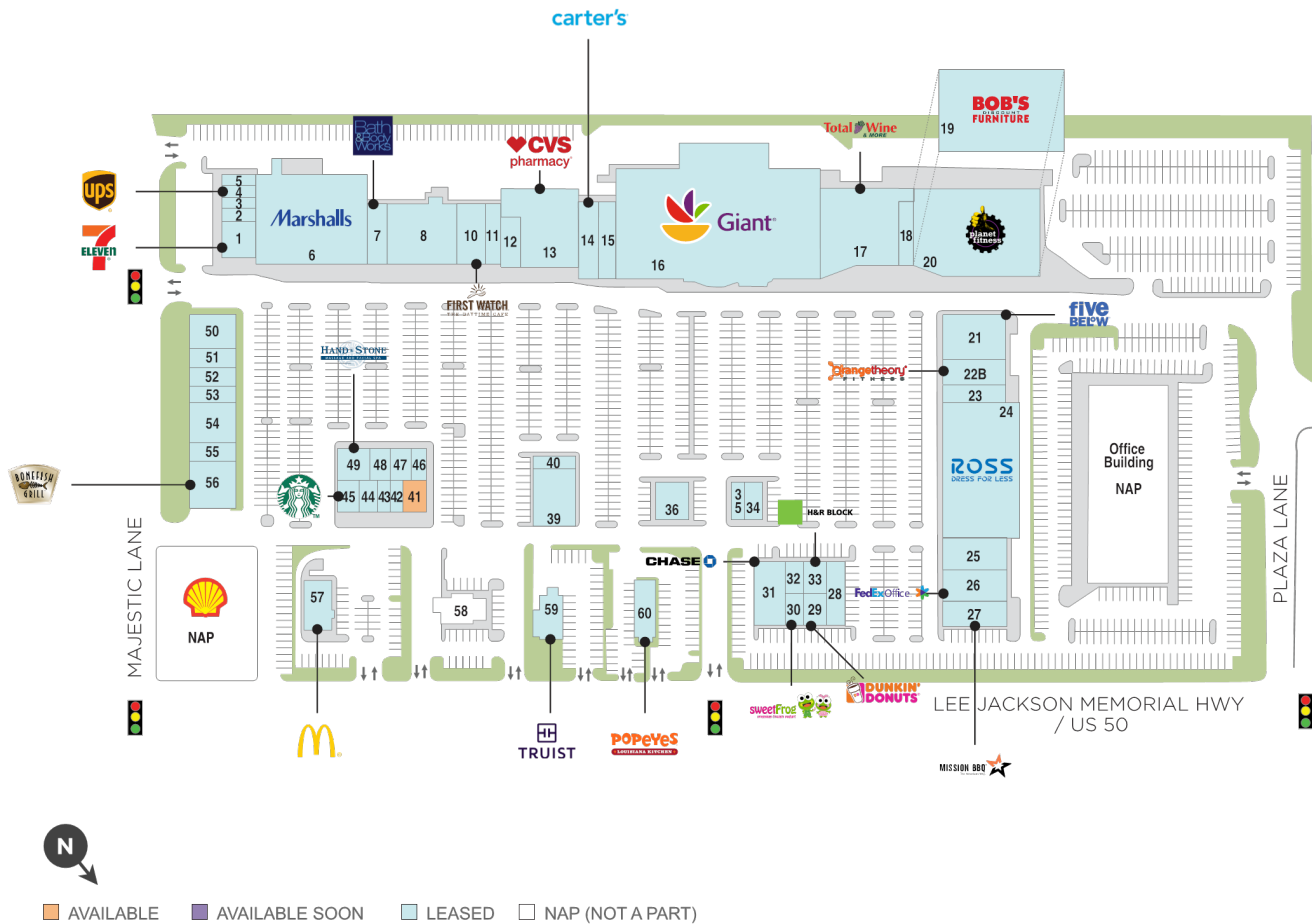 carter's
BOB'S
DISCOUNT
FURNITURE
19
Bath
& Body
Works
CVS
pharmacy
Total Wine
& MORE
ups
7
ELEVEN
5
4
3
2
1
Marshalls
6
7
8
10
11
12
13
14
15
Giant
16
17
18
planet
fitness
20
FIRST WATCH
THE DAYTIME CAFE
five
BELOW
50
51
52
53
54
55
56
HAND & STONE
MASSAGE AND FACIAL SPA
orangetheory
FITNESS
21
22B
23
24
ROSS
DRESS FOR LESS
Office
Building
NAP
BONEFISH
GRILL
49
48
47
46
45
44
43
42
41
40
39
36
3
5
34
H&R BLOCK
CHASE
25
26
27
FedEx Office
31
32
33
30
29
28
MAJESTIC LANE
PLAZA LANE
NAP
57
58
59
60
sweetFrog
DUNKIN'
DONUTS
LEE JACKSON MEMORIAL HWY
/ US 50
TRUIST
POPEYES
LOUISIANA KITCHEN
MISSION BBQ
N
AVAILABLE
AVAILABLE SOON
LEASED
NAP (NOT A PART)